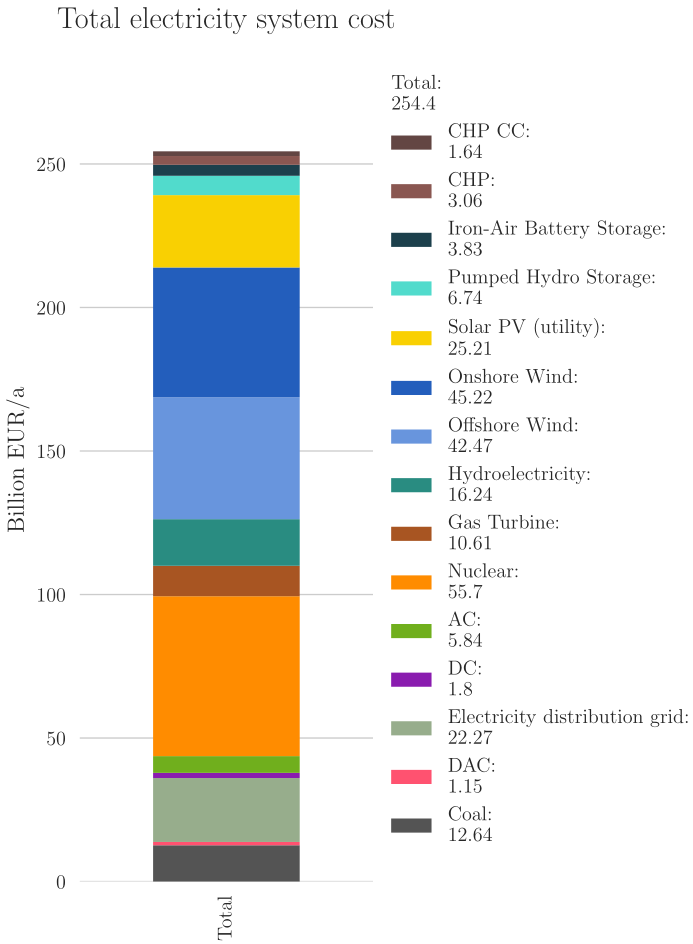 Total electricity system cost
Total:
254.4
CHP CC:
1.64
CHP:
3.06
Iron-Air Battery Storage:
3.83
Pumped Hydro Storage:
6.74
Solar PV (utility):
25.21
Onshore Wind:
45.22
Offshore Wind:
42.47
Hydroelectricity:
16.24
Gas Turbine:
10.61
Nuclear:
55.7
AC:
5.84
DC:
1.8
Electricity distribution grid:
22.27
DAC:
1.15
Coal:
12.64
Billion EUR/a
250
200
150
100
50
0
Total